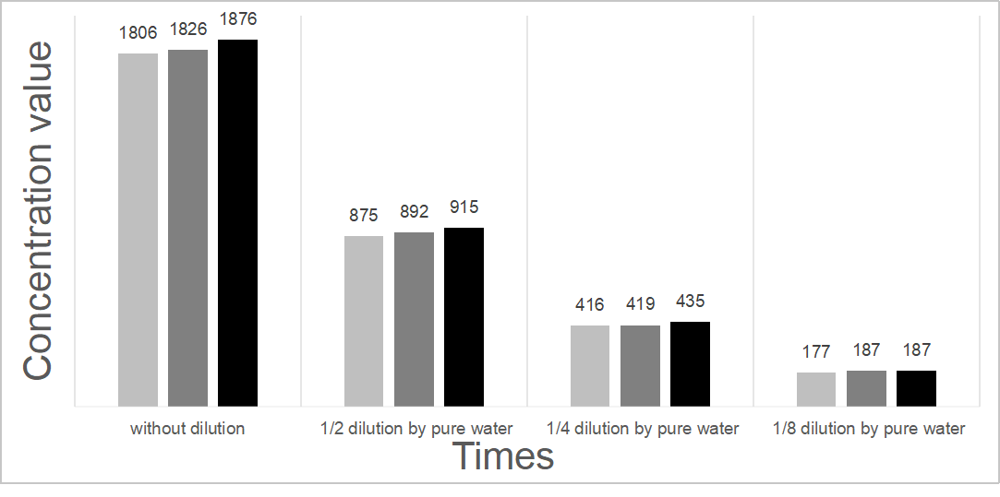 Concentration value
1806 1826 1876
875 892 915
416 419 435
177 187 187
without dilution
1/2 dilution by pure water
1/4 dilution by pure water
1/8 dilution by pure water
Times